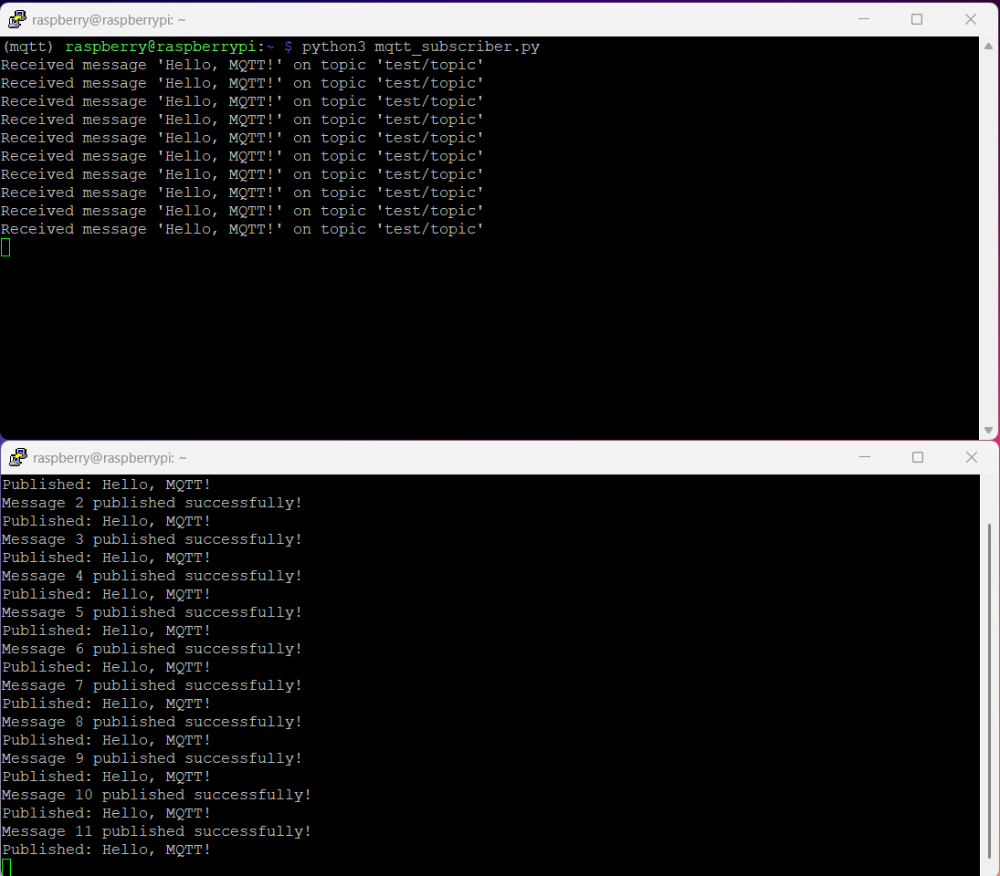 raspberry@raspberrypi: ~
(mqtt) raspberry@raspberrypi:~ $ python3 mqtt_subscriber.py
Received message 'Hello, MQTT!' on topic 'test/topic'
Received message 'Hello, MQTT!' on topic 'test/topic'
Received message 'Hello, MQTT!' on topic 'test/topic'
Received message 'Hello, MQTT!' on topic 'test/topic'
Received message 'Hello, MQTT!' on topic 'test/topic'
Received message 'Hello, MQTT!' on topic 'test/topic'
Received message 'Hello, MQTT!' on topic 'test/topic'
Received message 'Hello, MQTT!' on topic 'test/topic'
Received message 'Hello, MQTT!' on topic 'test/topic'
Received message 'Hello, MQTT!' on topic 'test/topic'
raspberry@raspberrypi: ~
Published: Hello, MQTT!
Message 2 published successfully!
Published: Hello, MQTT!
Message 3 published successfully!
Published: Hello, MQTT!
Message 4 published successfully!
Published: Hello, MQTT!
Message 5 published successfully!
Published: Hello, MQTT!
Message 6 published successfully!
Published: Hello, MQTT!
Message 7 published successfully!
Published: Hello, MQTT!
Message 8 published successfully!
Published: Hello, MQTT!
Message 9 published successfully!
Published: Hello, MQTT!
Message 10 published successfully!
Published: Hello, MQTT!
Message 11 published successfully!
Published: Hello, MQTT!